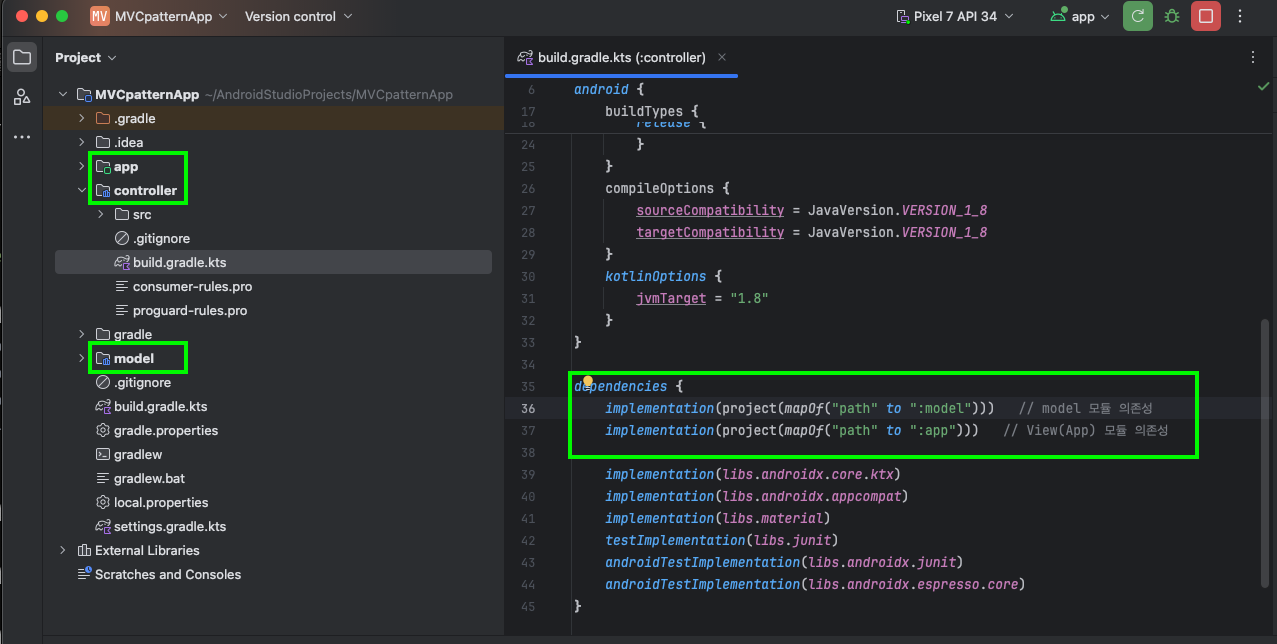 MV MVCpatternApp Version control Pixel 7 API 34 app
Project
MVCpatternApp ~/AndroidStudioProjects/MVCpatternApp
.gradle
.idea
app
controller
src
.gitignore
build.gradle.kts
consumer-rules.pro
proguard-rules.pro
gradle
model
.gitignore
build.gradle.kts
gradle.properties
gradlew
gradlew.bat
local.properties
settings.gradle.kts
External Libraries
Scratches and Consoles
build.gradle.kts (:controller)
6 android {
17 buildTypes {
18 release {
24 }
25 }
26 compileOptions {
27 sourceCompatibility = JavaVersion.VERSION_1_8
28 targetCompatibility = JavaVersion.VERSION_1_8
29 }
30 kotlinOptions {
31 jvmTarget = "1.8"
32 }
33 }
34
35 dependencies {
36 implementation(project(mapOf("path" to ":model"))) // model 모듈 의존성
37 implementation(project(mapOf("path" to ":app"))) // View(App) 모듈 의존성
38
39 implementation(libs.androidx.core.ktx)
40 implementation(libs.androidx.appcompat)
41 implementation(libs.material)
42 testImplementation(libs.junit)
43 androidTestImplementation(libs.androidx.junit)
44 androidTestImplementation(libs.androidx.espresso.core)
45 }